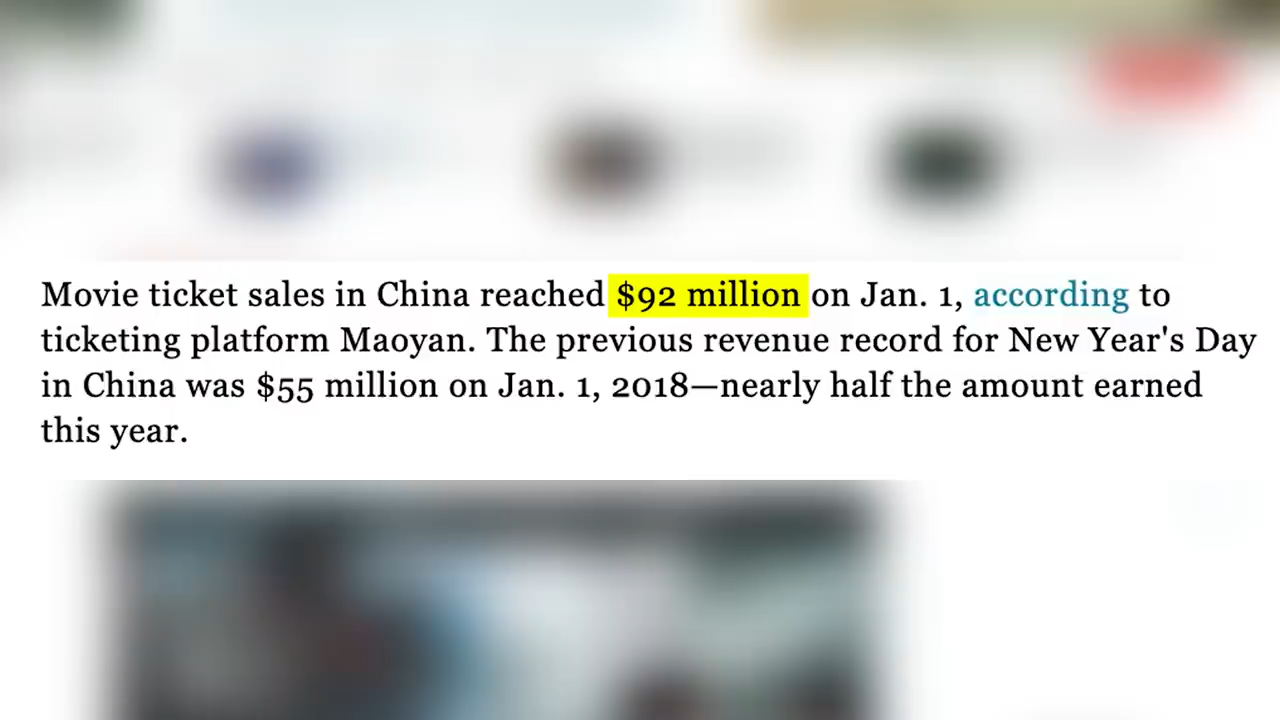 Movie ticket sales in China reached $92 million on Jan. 1, according to
ticketing platform Maoyan. The previous revenue record for New Year's Day
in China was $55 million on Jan. 1, 2018—nearly half the amount earned
this year.